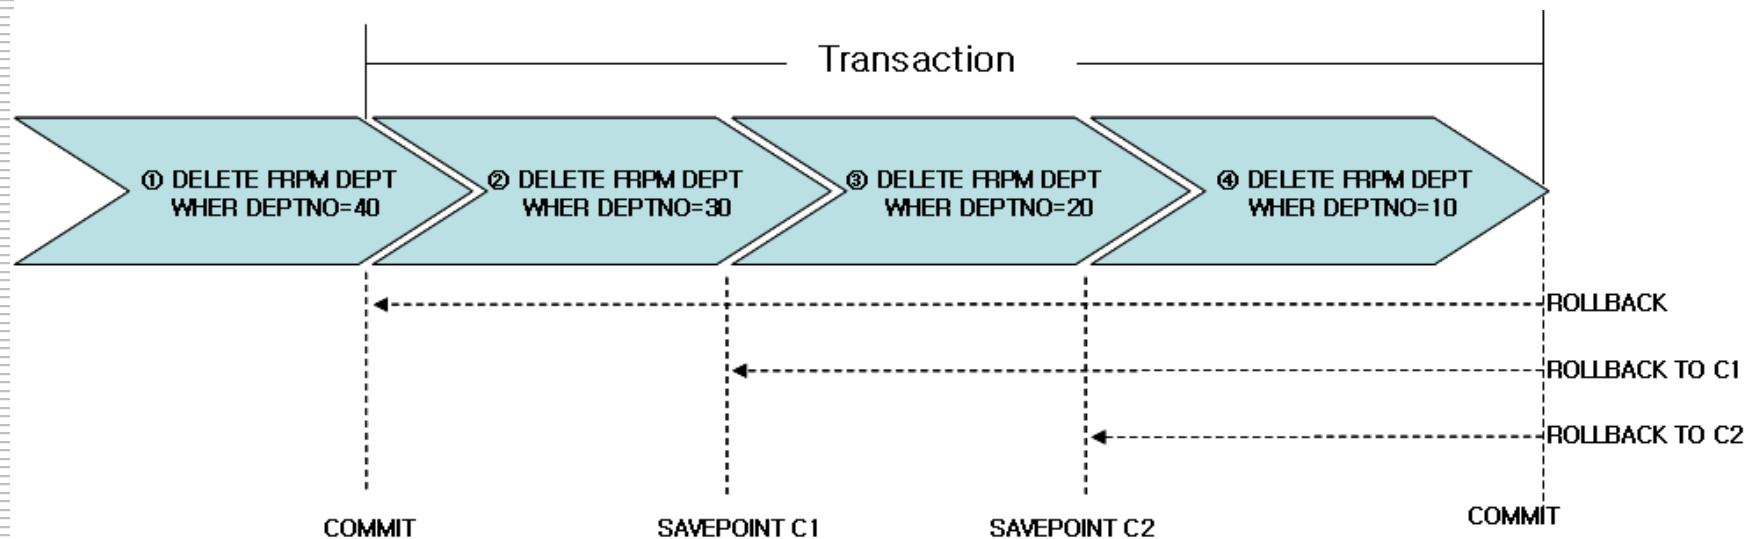 Transaction
① DELETE FRPM DEPT
WHER DEPTNO=40
② DELETE FRPM DEPT
WHER DEPTNO=30
③ DELETE FRPM DEPT
WHER DEPTNO=20
④ DELETE FRPM DEPT
WHER DEPTNO=10
ROLLBACK
ROLLBACK TO C1
ROLLBACK TO C2
COMMIT
SAVEPOINT C1
SAVEPOINT C2
COMMIT